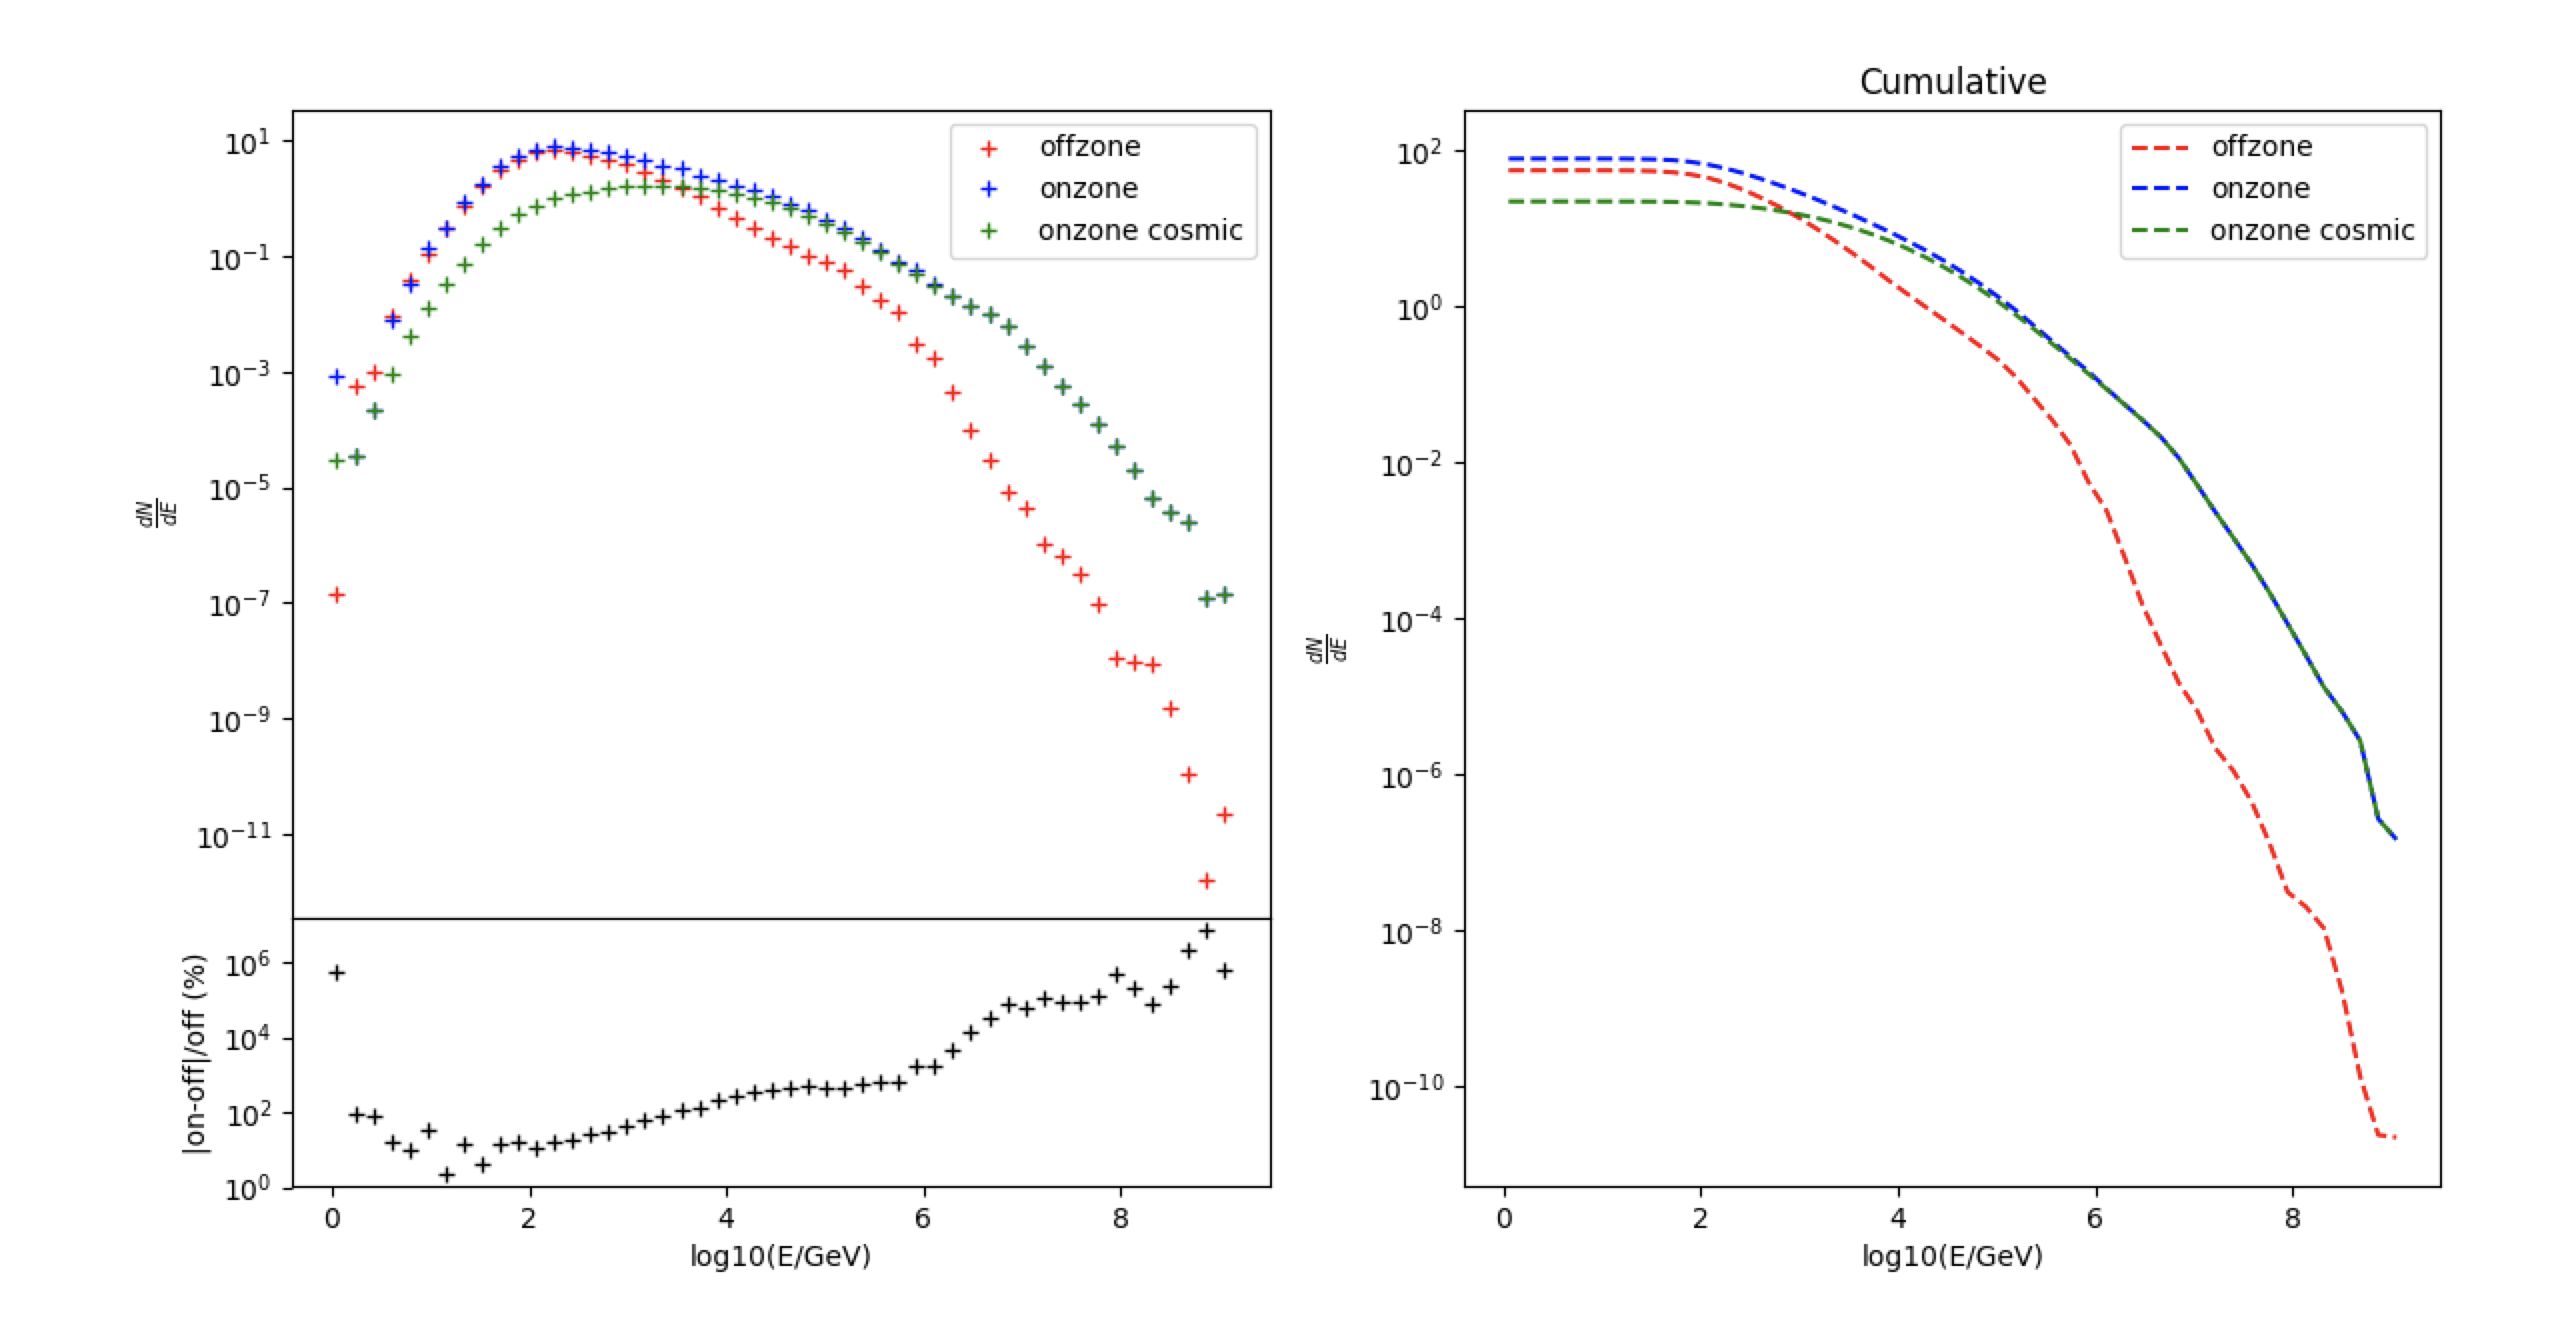 Cumulative
10^1
10^-1
10^-3
10^-5
10^-7
10^-9
10^-11
dN
dE
offzone
onzone
onzone cosmic
10^6
10^4
10^2
10^0
|on-off|/off (%)
0 2 4 6 8
log10(E/GeV)
10^2
10^0
10^-2
10^-4
10^-6
10^-8
10^-10
dN
dE
offzone
onzone
onzone cosmic
0 2 4 6 8
log10(E/GeV)